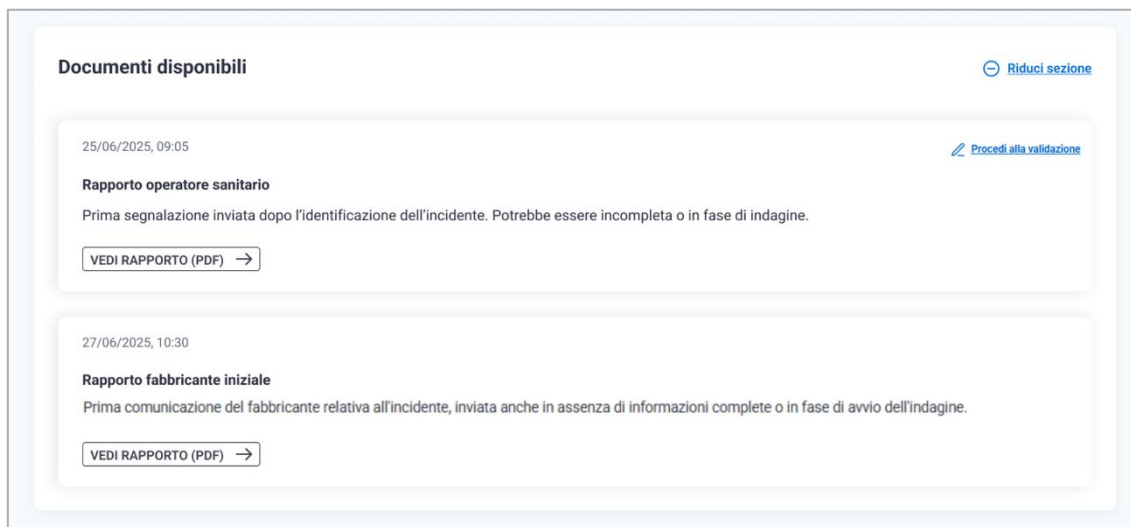 Documenti disponibili
Riduci sezione
25/06/2025, 09:05
Procedi alla validazione
Rapporto operatore sanitario
Prima segnalazione inviata dopo l'identificazione dell'incidente. Potrebbe essere incompleta o in fase di indagine.
VEDI RAPPORTO (PDF)
27/06/2025, 10:30
Rapporto fabbricante iniziale
Prima comunicazione del fabbricante relativa all'incidente, inviata anche in assenza di informazioni complete o in fase di avvio dell'indagine.
VEDI RAPPORTO (PDF)